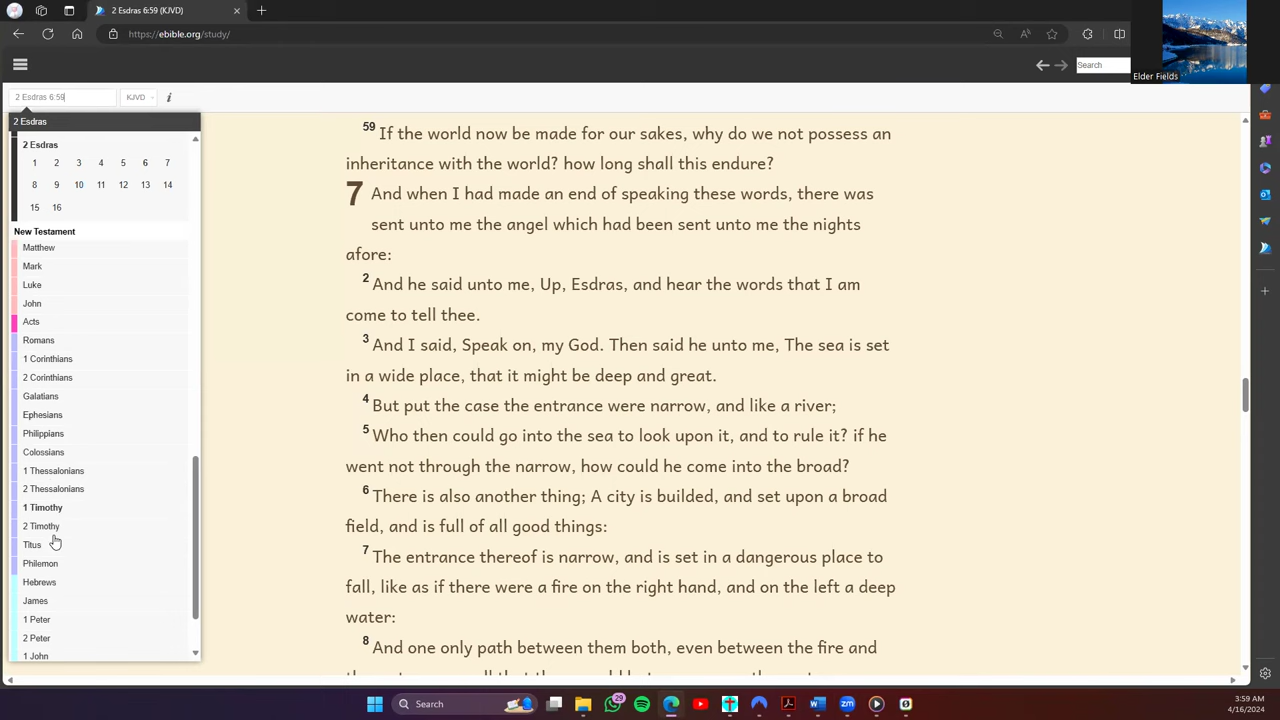 2 Esdras 6:59 (KJVD)
https://ebible.org/study/
Elder Fields
Search
2 Esdras 6:59
KJVD
i
2 Esdras
2 Esdras
1 2 3 4 5 6 7
8 9 10 11 12 13 14
15 16
New Testament
Matthew
Mark
Luke
John
Acts
Romans
1 Corinthians
2 Corinthians
Galatians
Ephesians
Philippians
Colossians
1 Thessalonians
2 Thessalonians
1 Timothy
2 Timothy
Titus
Philemon
Hebrews
James
1 Peter
2 Peter
1 John
59 If the world now be made for our sakes, why do we not possess an
inheritance with the world? how long shall this endure?
7 And when I had made an end of speaking these words, there was
sent unto me the angel which had been sent unto me the nights
afore:
2 And he said unto me, Up, Esdras, and hear the words that I am
come to tell thee.
3 And I said, Speak on, my God. Then said he unto me, The sea is set
in a wide place, that it might be deep and great.
4 But put the case the entrance were narrow, and like a river;
5 Who then could go into the sea to look upon it, and to rule it? if he
went not through the narrow, how could he come into the broad?
6 There is also another thing; A city is builded, and set upon a broad
field, and is full of all good things:
7 The entrance thereof is narrow, and is set in a dangerous place to
fall, like as if there were a fire on the right hand, and on the left a deep
water:
8 And one only path between them both, even between the fire and
Search
29
3:59 AM
4/16/2024